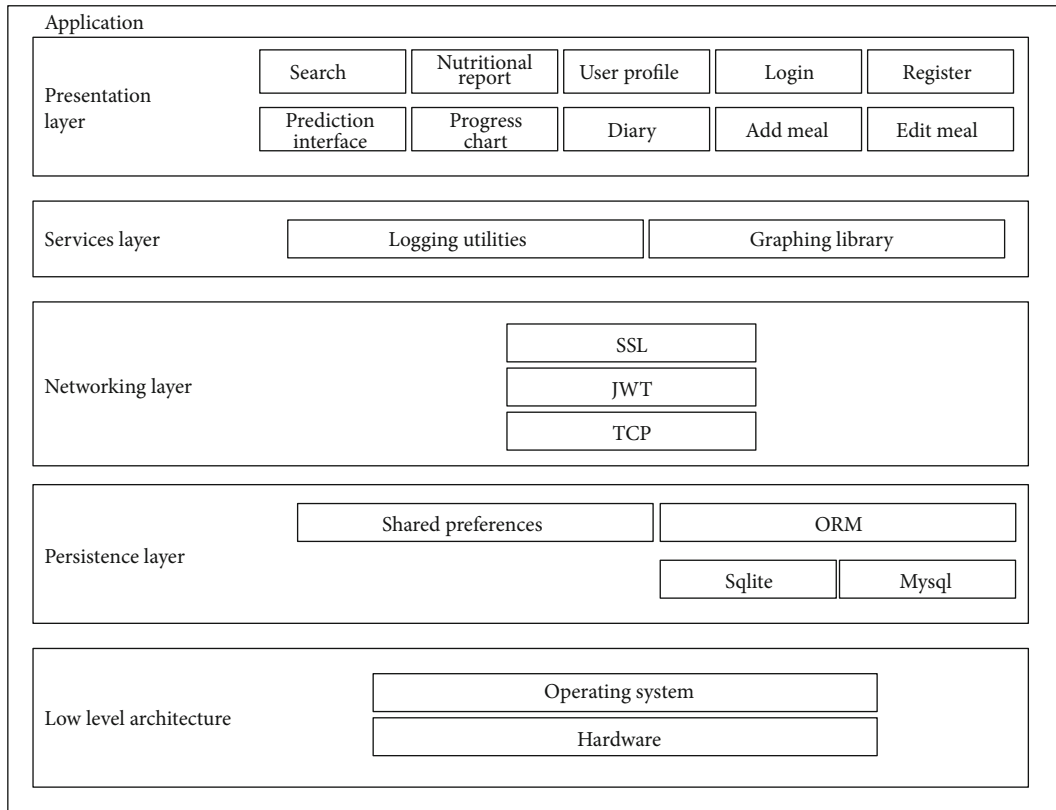 Application
Presentation
layer
Search
Nutritional
report
User profile
Login
Register
Prediction
interface
Progress
chart
Diary
Add meal
Edit meal
Services layer
Logging utilities
Graphing library
Networking layer
SSL
JWT
TCP
Persistence layer
Shared preferences
ORM
Sqlite
Mysql
Low level architecture
Operating system
Hardware